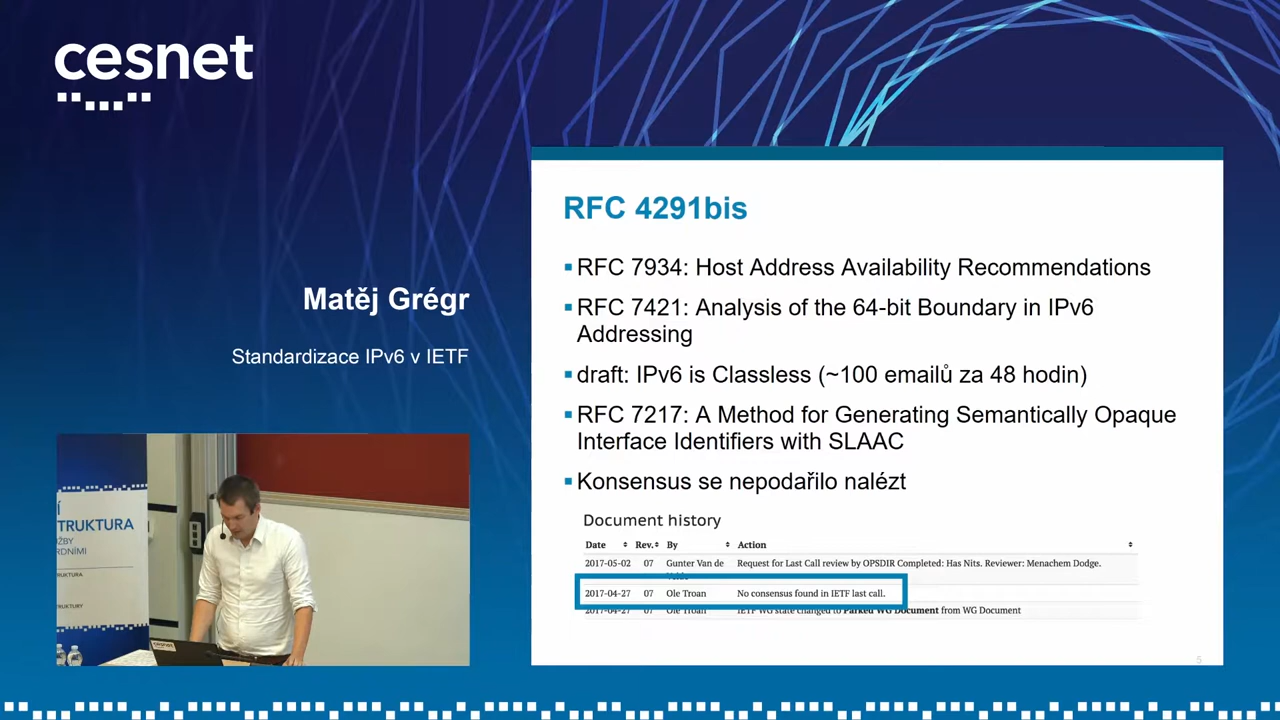 cesnet
Matěj Grégr
Standardizace IPv6 v IETF
Í
TRUKTURA
ŽBY
RDNÍMI
cesnet
RFC 4291bis
RFC 7934: Host Address Availability Recommendations
RFC 7421: Analysis of the 64-bit Boundary in IPv6
Addressing
draft: IPv6 is Classless (~100 emailů za 48 hodin)
RFC 7217: A Method for Generating Semantically Opaque
Interface Identifiers with SLAAC
Konsensus se nepodařilo nalézt
Document history
Date Rev. By Action
2017-05-02 07 Gunter Van de Request for Last Call review by OPSDIR Completed: Has Nits. Reviewer: Menachem Dodge.
2017-04-27 07 Ole Troan No consensus found in IETF last call.
2017-04-27 07 Ole Troan IETF WG state changed to Parked WG Document from WG Document
5